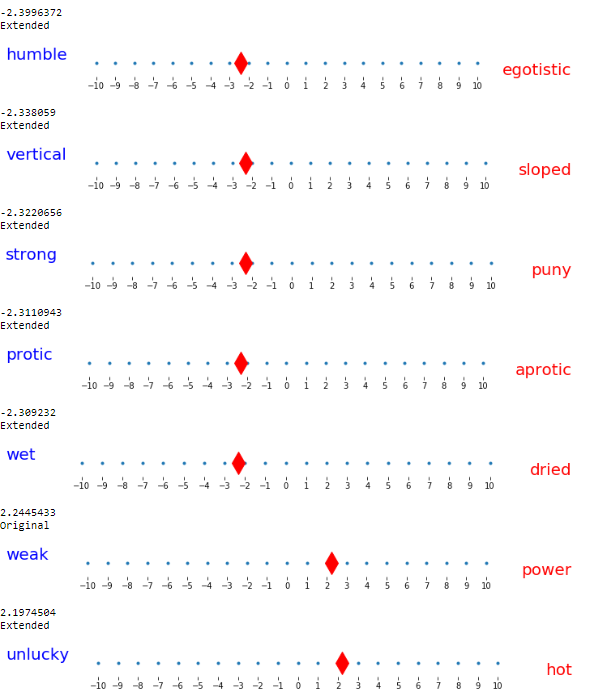 -2.3996372
Extended
humble
egotistic
−10 −9 −8 −7 −6 −5 −4 −3 −2 −1 0 1 2 3 4 5 6 7 8 9 10
-2.338059
Extended
vertical
sloped
−10 −9 −8 −7 −6 −5 −4 −3 −2 −1 0 1 2 3 4 5 6 7 8 9 10
-2.3220656
Extended
strong
puny
−10 −9 −8 −7 −6 −5 −4 −3 −2 −1 0 1 2 3 4 5 6 7 8 9 10
-2.3110943
Extended
protic
aprotic
−10 −9 −8 −7 −6 −5 −4 −3 −2 −1 0 1 2 3 4 5 6 7 8 9 10
-2.309232
Extended
wet
dried
−10 −9 −8 −7 −6 −5 −4 −3 −2 −1 0 1 2 3 4 5 6 7 8 9 10
2.2445433
Original
weak
power
−10 −9 −8 −7 −6 −5 −4 −3 −2 −1 0 1 2 3 4 5 6 7 8 9 10
2.1974504
Extended
unlucky
hot
−10 −9 −8 −7 −6 −5 −4 −3 −2 −1 0 1 2 3 4 5 6 7 8 9 10